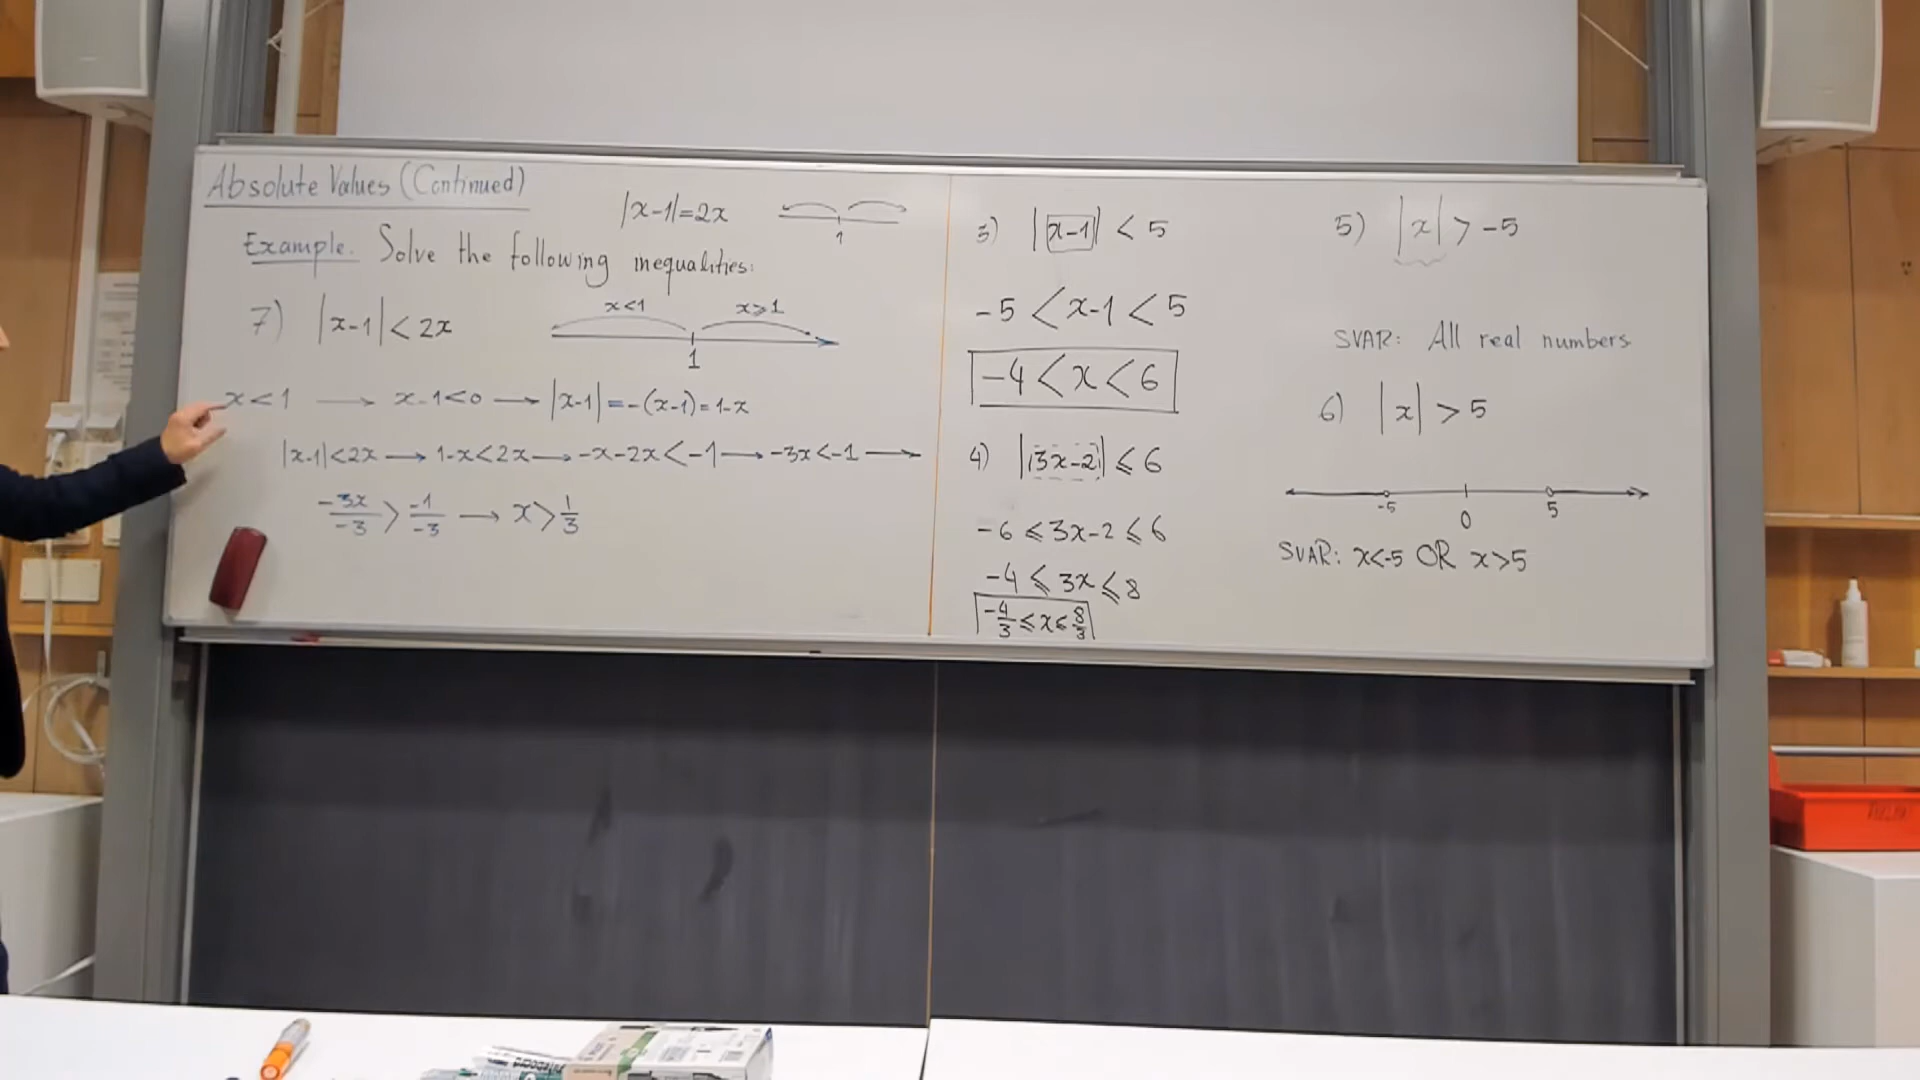 Absolute Values (Continued)
|x-1|=2x
1
Example. Solve the following inequalities:
7) |x-1| < 2x
x<1 x⩾1
1
x<1 → x-1<0 → |x-1| = -(x-1) = 1-x
|x-1|<2x → 1-x<2x → -x-2x<-1 → -3x<-1 →
-3x/-3 > -1/-3 → x > 1/3
3) |x-1| < 5
-5 < x-1 < 5
-4 < x < 6
4) |3x-2| ⩽ 6
-6 ⩽ 3x-2 ⩽ 6
-4 ⩽ 3x ⩽ 8
-4/3 ⩽ x ⩽ 8/3
5) |x| > -5
SVAR: All real numbers
6) |x| > 5
-5 0 5
SVAR: x<-5 OR x>5